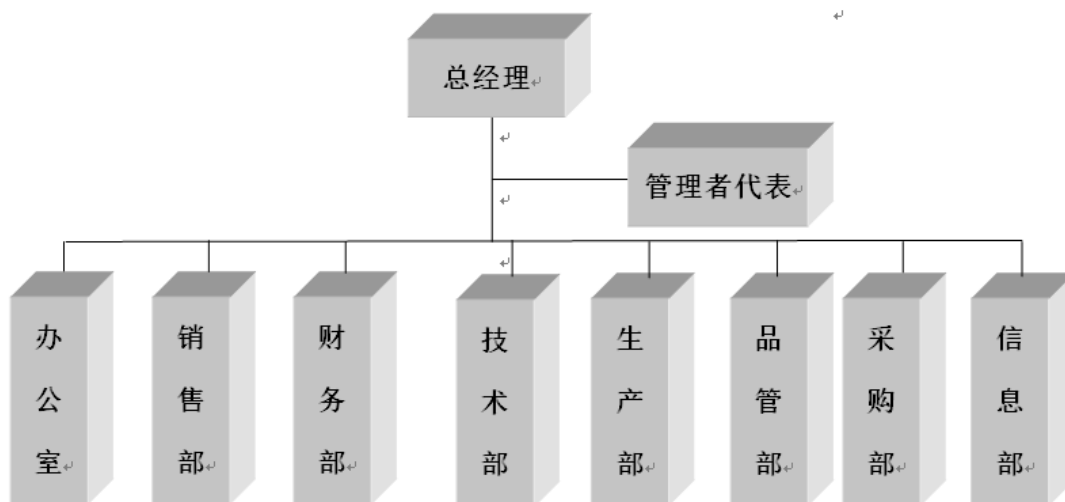 总经理
管理者代表
办公室
销售部
财务部
技术部
生产部
品管部
采购部
信息部